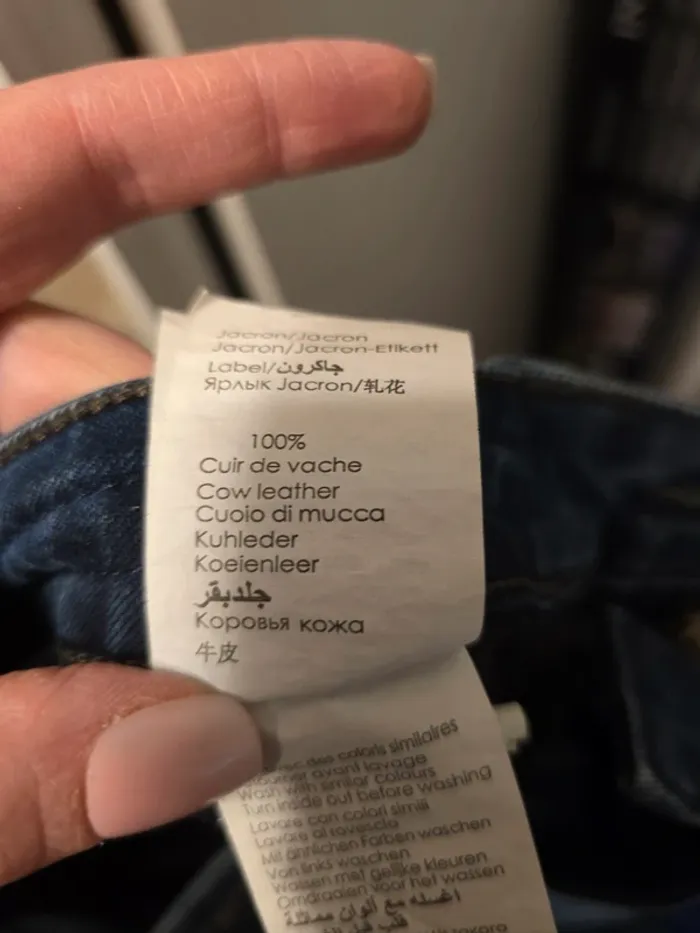 Jacron/Jacron
Jacron/Jacron-Etikett
Label/جاكرون
Ярлык Jacron/轧花
100%
Cuir de vache
Cow leather
Cuoio di mucca
Kuhleder
Koeienleer
جلدبقر
Коровья кожа
牛皮
des coloris similaires
avant lavage
Wash with similar colours
Turn inside out before washing
Lavare con colori simili
Lavare al rovescio
Mit ähnlichen Farben waschen
Von links waschen
Wassen met gelijke kleuren
Omdraaien voor het wassen
اغسله مع ألوان مماثلة